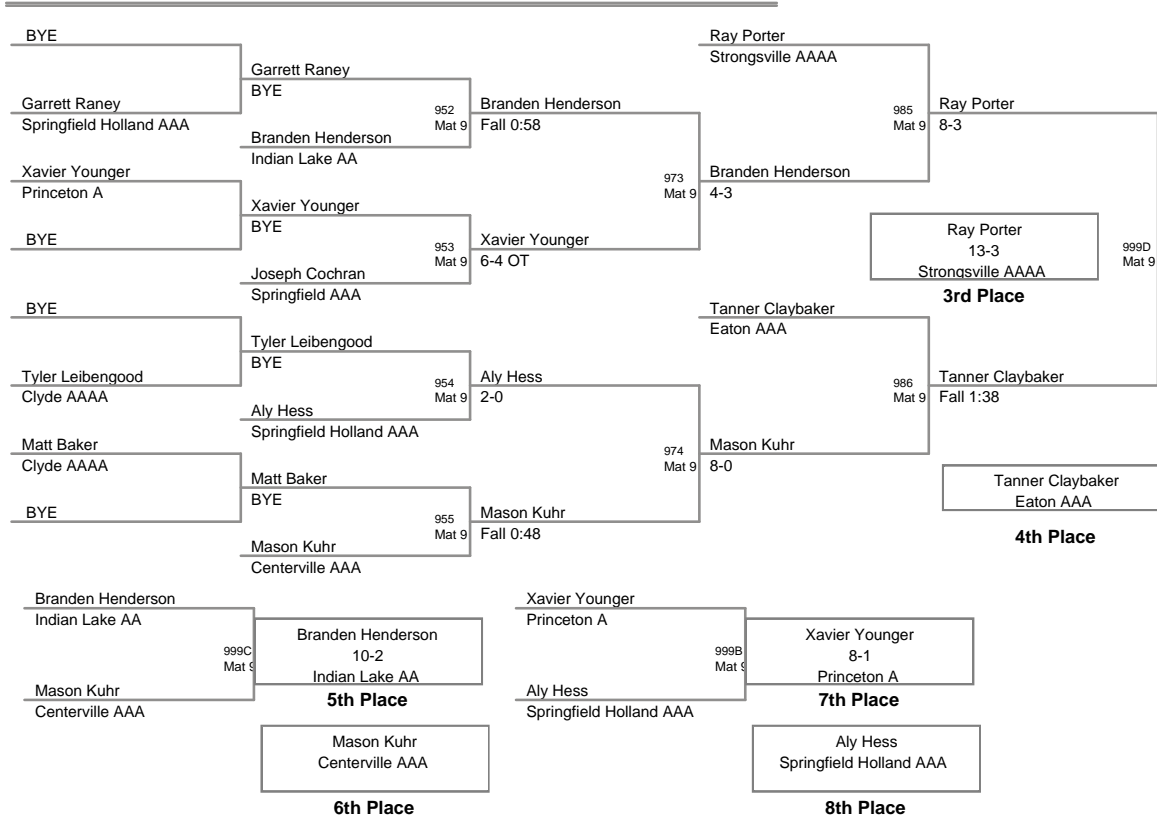 BYE
Garrett Raney
Springfield Holland AAA
Xavier Younger
Princeton A
BYE
BYE
Tyler Leibengood
Clyde AAAA
Matt Baker
Clyde AAAA
BYE
Garrett Raney
BYE
952
Mat 9
Branden Henderson
Indian Lake AA
Xavier Younger
BYE
953
Mat 9
Joseph Cochran
Springfield AAA
Tyler Leibengood
BYE
954
Mat 9
Aly Hess
Springfield Holland AAA
Matt Baker
BYE
955
Mat 9
Mason Kuhr
Centerville AAA
Branden Henderson
Fall 0:58
973
Mat 9
Xavier Younger
6-4 OT
Aly Hess
2-0
974
Mat 9
Mason Kuhr
Fall 0:48
Ray Porter
Strongsville AAAA
985
Mat 9
Branden Henderson
4-3
Tanner Claybaker
Eaton AAA
986
Mat 9
Mason Kuhr
8-0
Ray Porter
8-3
999D
Mat 9
Tanner Claybaker
Fall 1:38
Ray Porter
13-3
Strongsville AAAA
3rd Place
Tanner Claybaker
Eaton AAA
4th Place
Branden Henderson
Indian Lake AA
999C
Mat 9
Mason Kuhr
Centerville AAA
Branden Henderson
10-2
Indian Lake AA
5th Place
Mason Kuhr
Centerville AAA
6th Place
Xavier Younger
Princeton A
999B
Mat 9
Aly Hess
Springfield Holland AAA
Xavier Younger
8-1
Princeton A
7th Place
Aly Hess
Springfield Holland AAA
8th Place